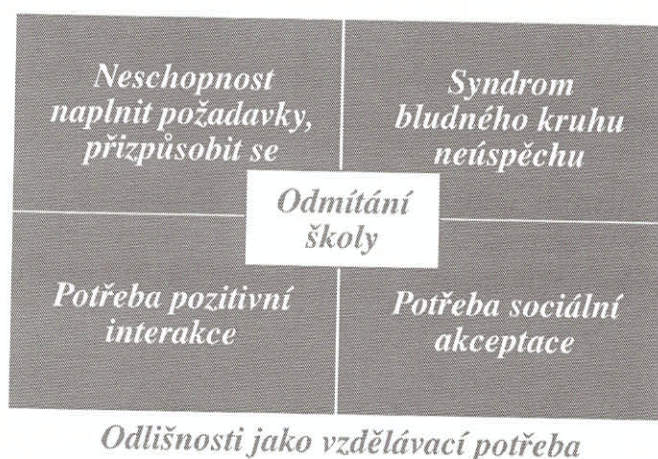 Neschopnost
naplnit požadavky,
přizpůsobit se
Syndrom
bludného kruhu
neúspěchu
Odmítání
školy
Potřeba pozitivní
interakce
Potřeba sociální
akceptace
Odlišnosti jako vzdělávací potřeba